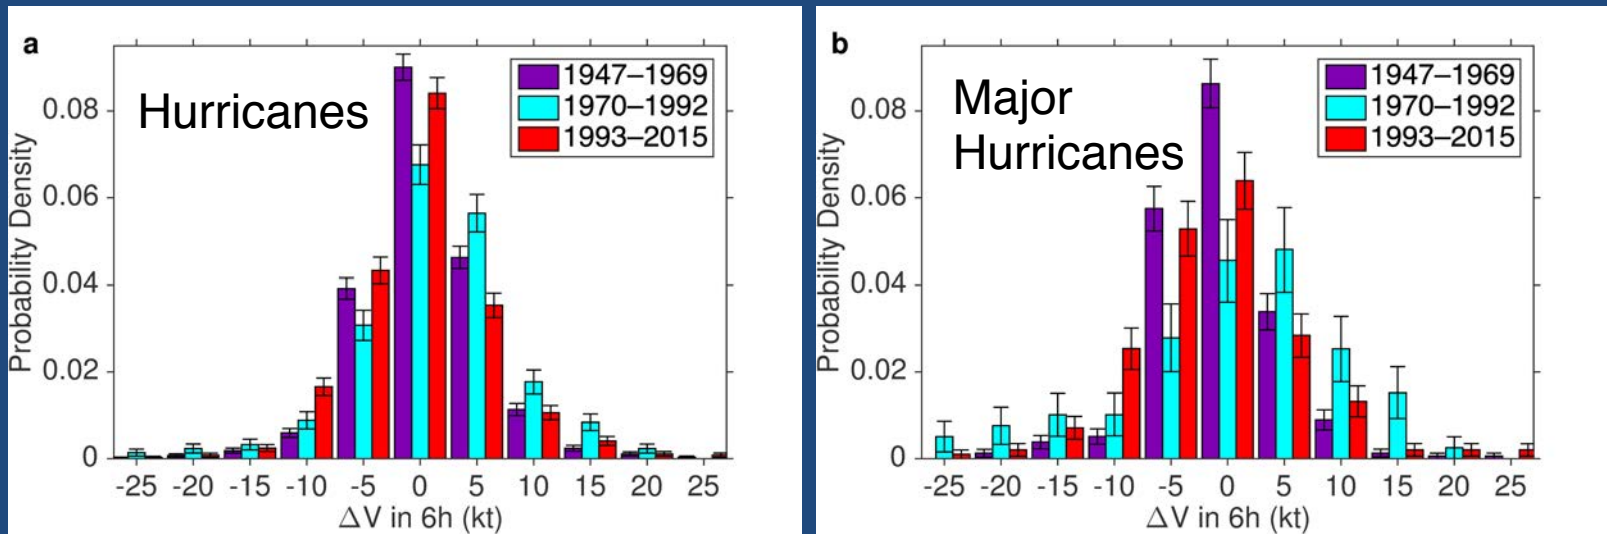 a
Hurricanes
1947–1969
1970–1992
1993–2015
Probability Density
0.08
0.06
0.04
0.02
0
-25 -20 -15 -10 -5 0 5 10 15 20 25
ΔV in 6h (kt)
b
Major
Hurricanes
1947–1969
1970–1992
1993–2015
Probability Density
0.08
0.06
0.04
0.02
0
-25 -20 -15 -10 -5 0 5 10 15 20 25
ΔV in 6h (kt)